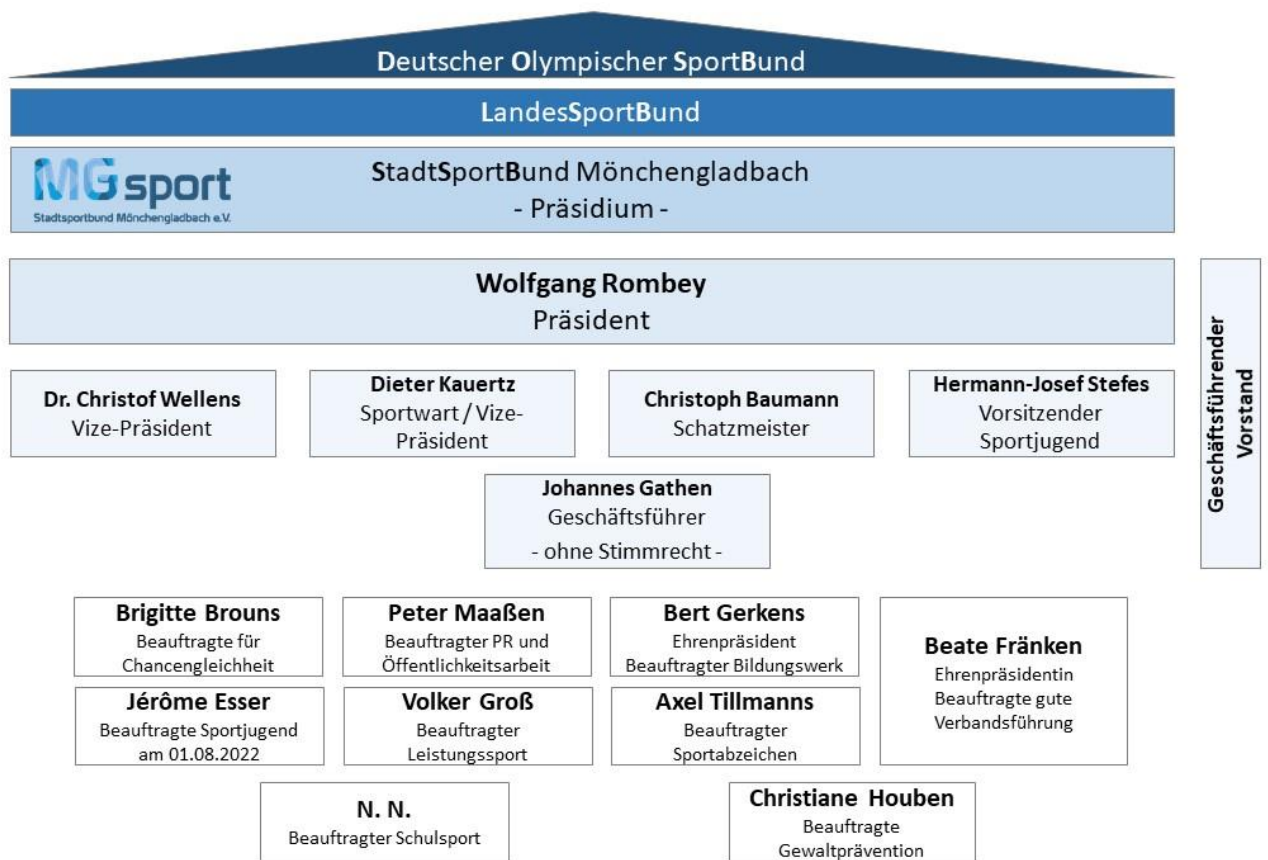 Deutscher Olympischer SportBund
LandesSportBund
MGsport
Stadtsportbund Mönchengladbach e.V.
StadtSportBund Mönchengladbach
- Präsidium -
Wolfgang Rombey
Präsident
Geschäftsführender
Vorstand
Dr. Christof Wellens
Vize-Präsident
Dieter Kauertz
Sportwart / Vize-
Präsident
Christoph Baumann
Schatzmeister
Hermann-Josef Stefes
Vorsitzender
Sportjugend
Johannes Gathen
Geschäftsführer
- ohne Stimmrecht -
Brigitte Brouns
Beauftragte für
Chancengleichheit
Peter Maaßen
Beauftragter PR und
Öffentlichkeitsarbeit
Bert Gerkens
Ehrenpräsident
Beauftragter Bildungswerk
Beate Fränken
Ehrenpräsidentin
Beauftragte gute
Verbandsführung
Jérôme Esser
Beauftragte Sportjugend
am 01.08.2022
Volker Groß
Beauftragter
Leistungssport
Axel Tillmanns
Beauftragter
Sportabzeichen
N. N.
Beauftragter Schulsport
Christiane Houben
Beauftragte
Gewaltprävention